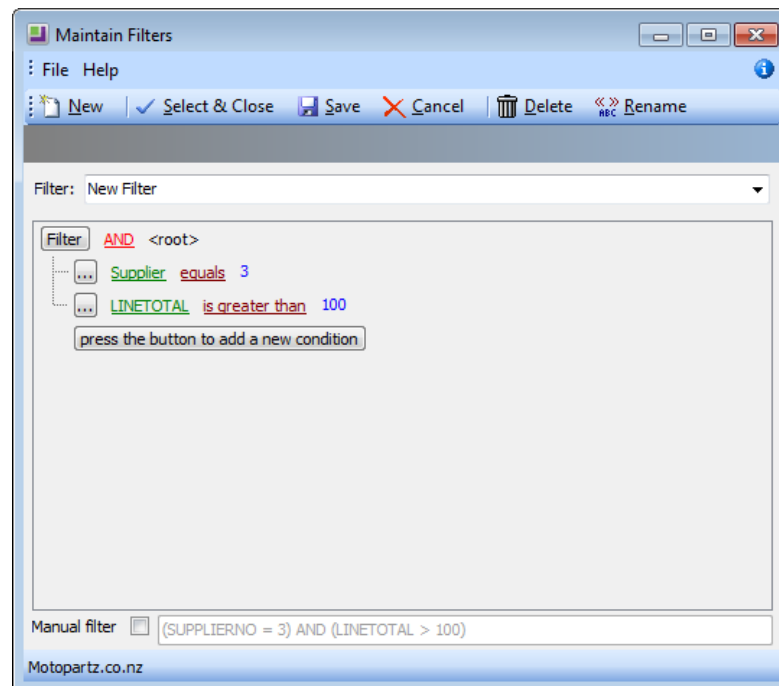 Maintain Filters
File Help
New Select & Close Save Cancel Delete « » ABC Rename
Filter: New Filter
Filter AND <root>
... Supplier equals 3
... LINETOTAL is greater than 100
press the button to add a new condition
Manual filter (SUPPLIERNO = 3) AND (LINETOTAL > 100)
Motopartz.co.nz